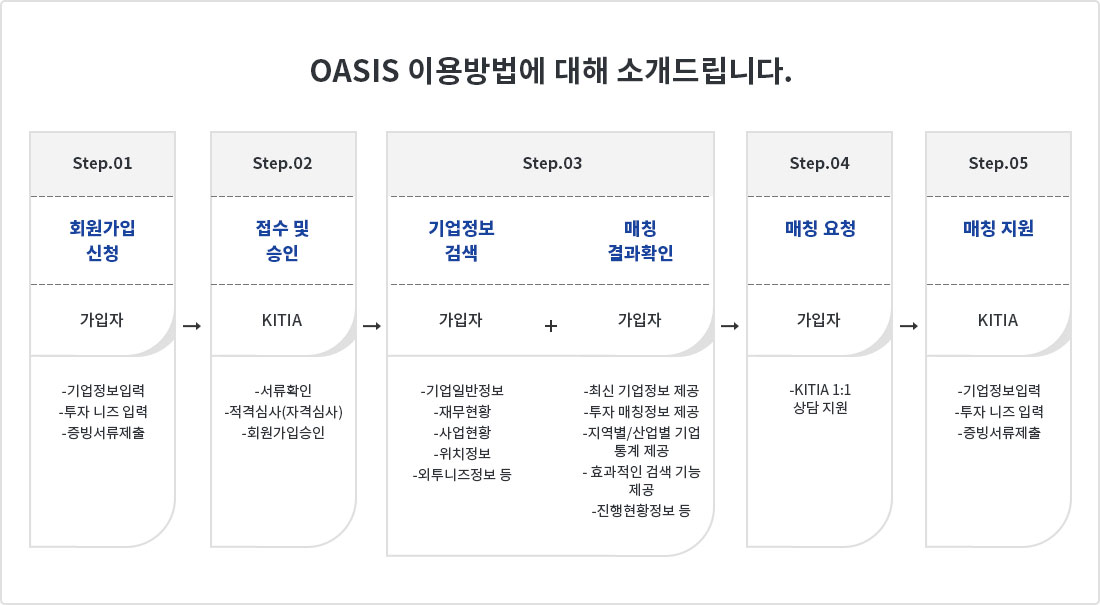 OASIS 이용방법에 대해 소개드립니다.
Step.01
회원가입
신청
가입자
-기업정보입력
-투자 니즈 입력
-증빙서류제출
→
Step.02
접수 및
승인
KITIA
-서류확인
-적격심사(자격심사)
-회원가입승인
→
Step.03
기업정보
검색
가입자
-기업일반정보
-재무현황
-사업현황
-위치정보
-외투니즈정보 등
+
매칭
결과확인
가입자
-최신 기업정보 제공
-투자 매칭정보 제공
-지역별/산업별 기업
통계 제공
- 효과적인 검색 기능
제공
-진행현황정보 등
→
Step.04
매칭 요청
가입자
-KITIA 1:1
상담 지원
→
Step.05
매칭 지원
KITIA
-기업정보입력
-투자 니즈 입력
-증빙서류제출